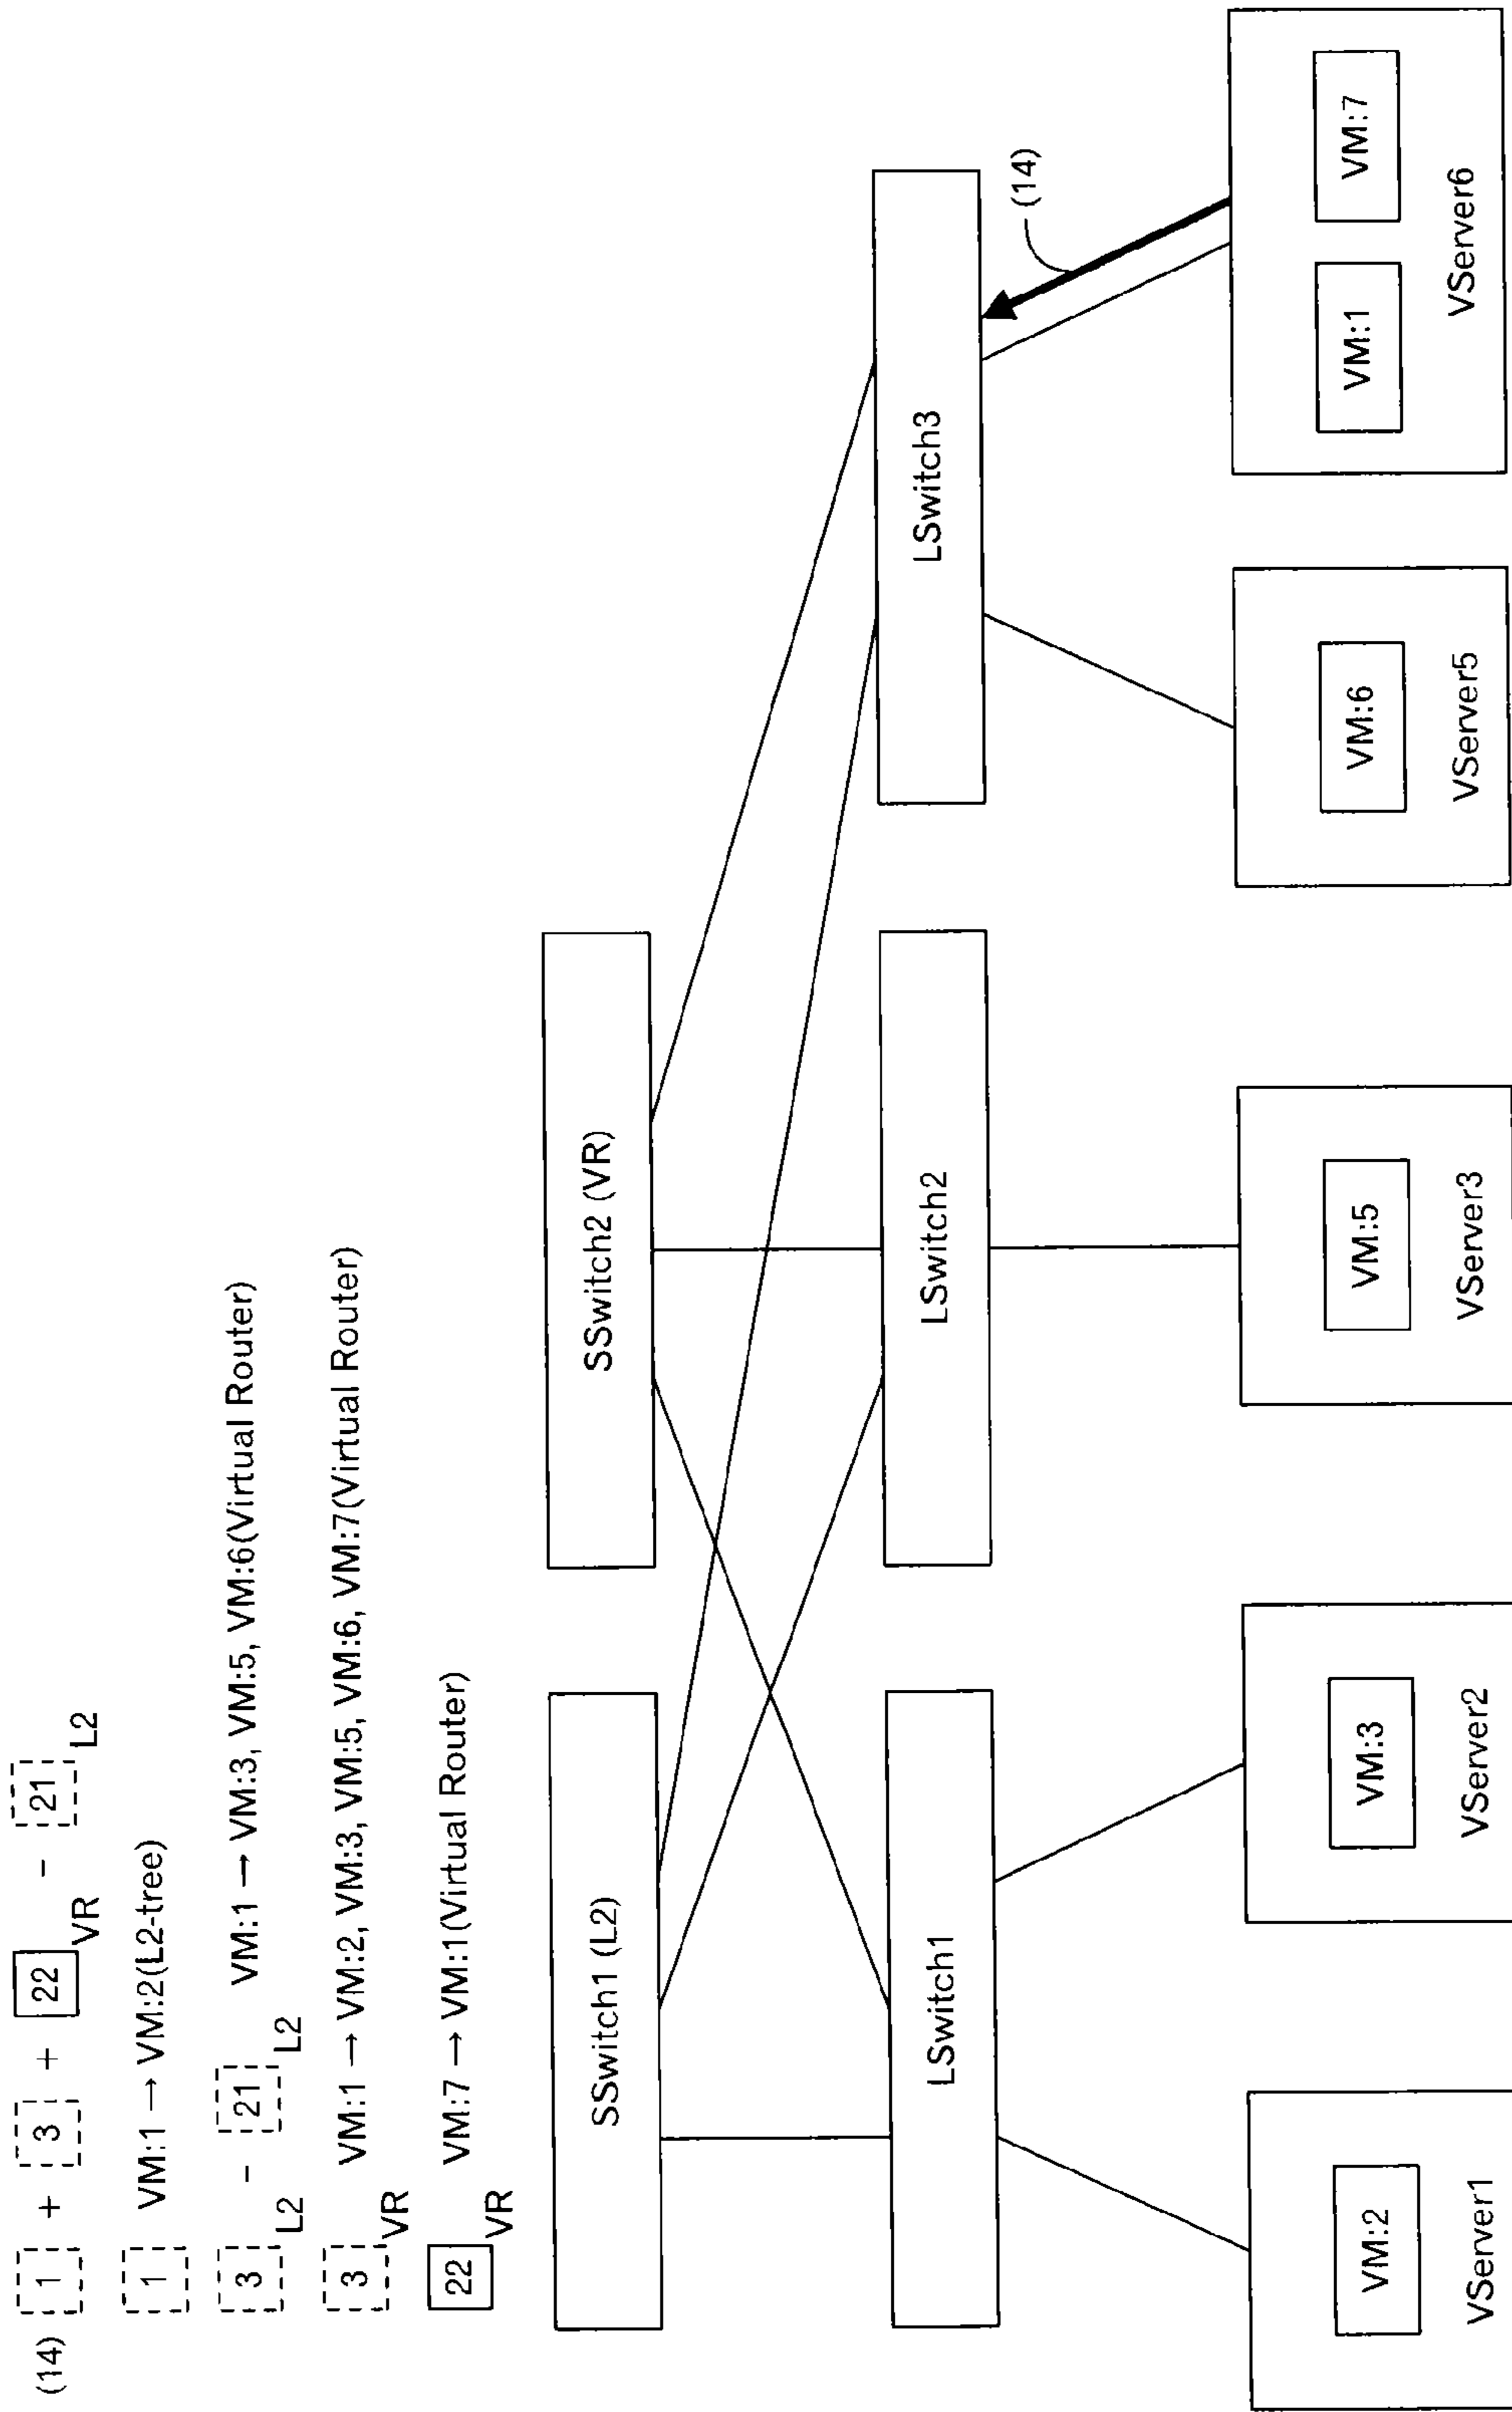 (14) 1 + 3 + 22 VR - 21 L2
1 VM:1 → VM:2(L2-tree)
3 L2 - 21 L2 VM:1 → VM:3, VM:5, VM:6(Virtual Router)
3 VR VM:1 → VM:2, VM:3, VM:5, VM:6, VM:7(Virtual Router)
22 VR VM:7 → VM:1(Virtual Router)
SSwitch1 (L2)
SSwitch2 (VR)
LSwitch1
LSwitch2
LSwitch3
(14)
VM:2
VServer1
VM:3
VServer2
VM:5
VServer3
VM:6
VServer5
VM:1
VM:7
VServer6